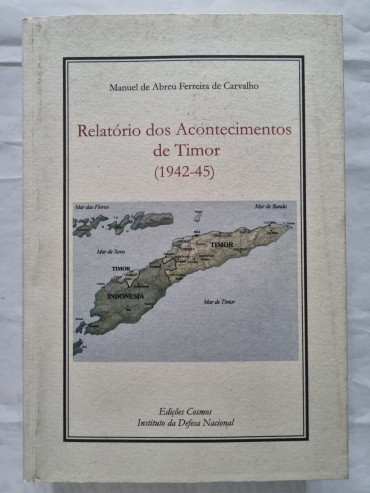 Manuel de Abreu Ferreira de Carvalho
Relatório dos Acontecimentos
de Timor
(1942-45)
Mar das Flores
Mar de Banda
Mar de Savu
TIMOR
TIMOR
INDONESIA
Mar de Timor
Edições Cosmos
Instituto da Defesa Nacional